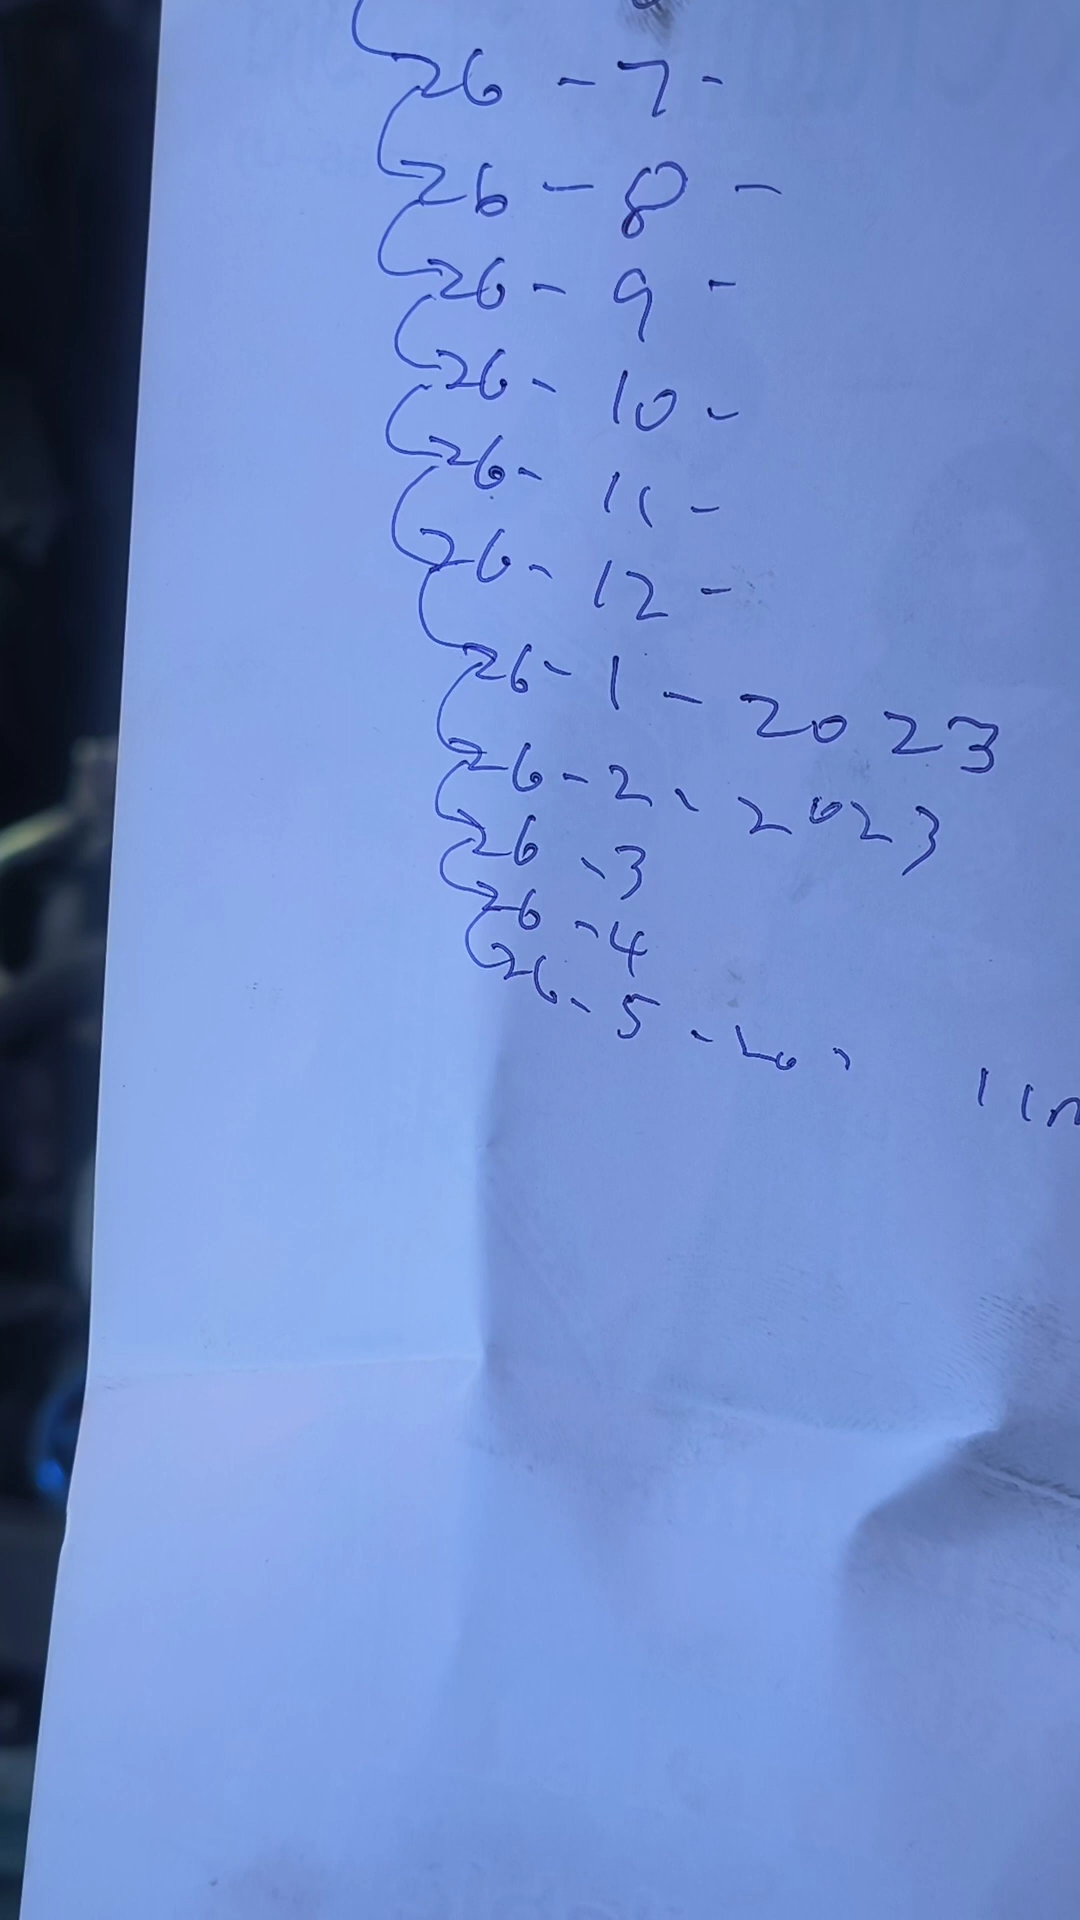 26 - 7 -
26 - 8 -
26 - 9 -
26 - 10 -
26 - 11 -
26 - 12 -
26 - 1 - 2023
26 - 2 - 2023
26 - 3
26 - 4
26 - 5 -